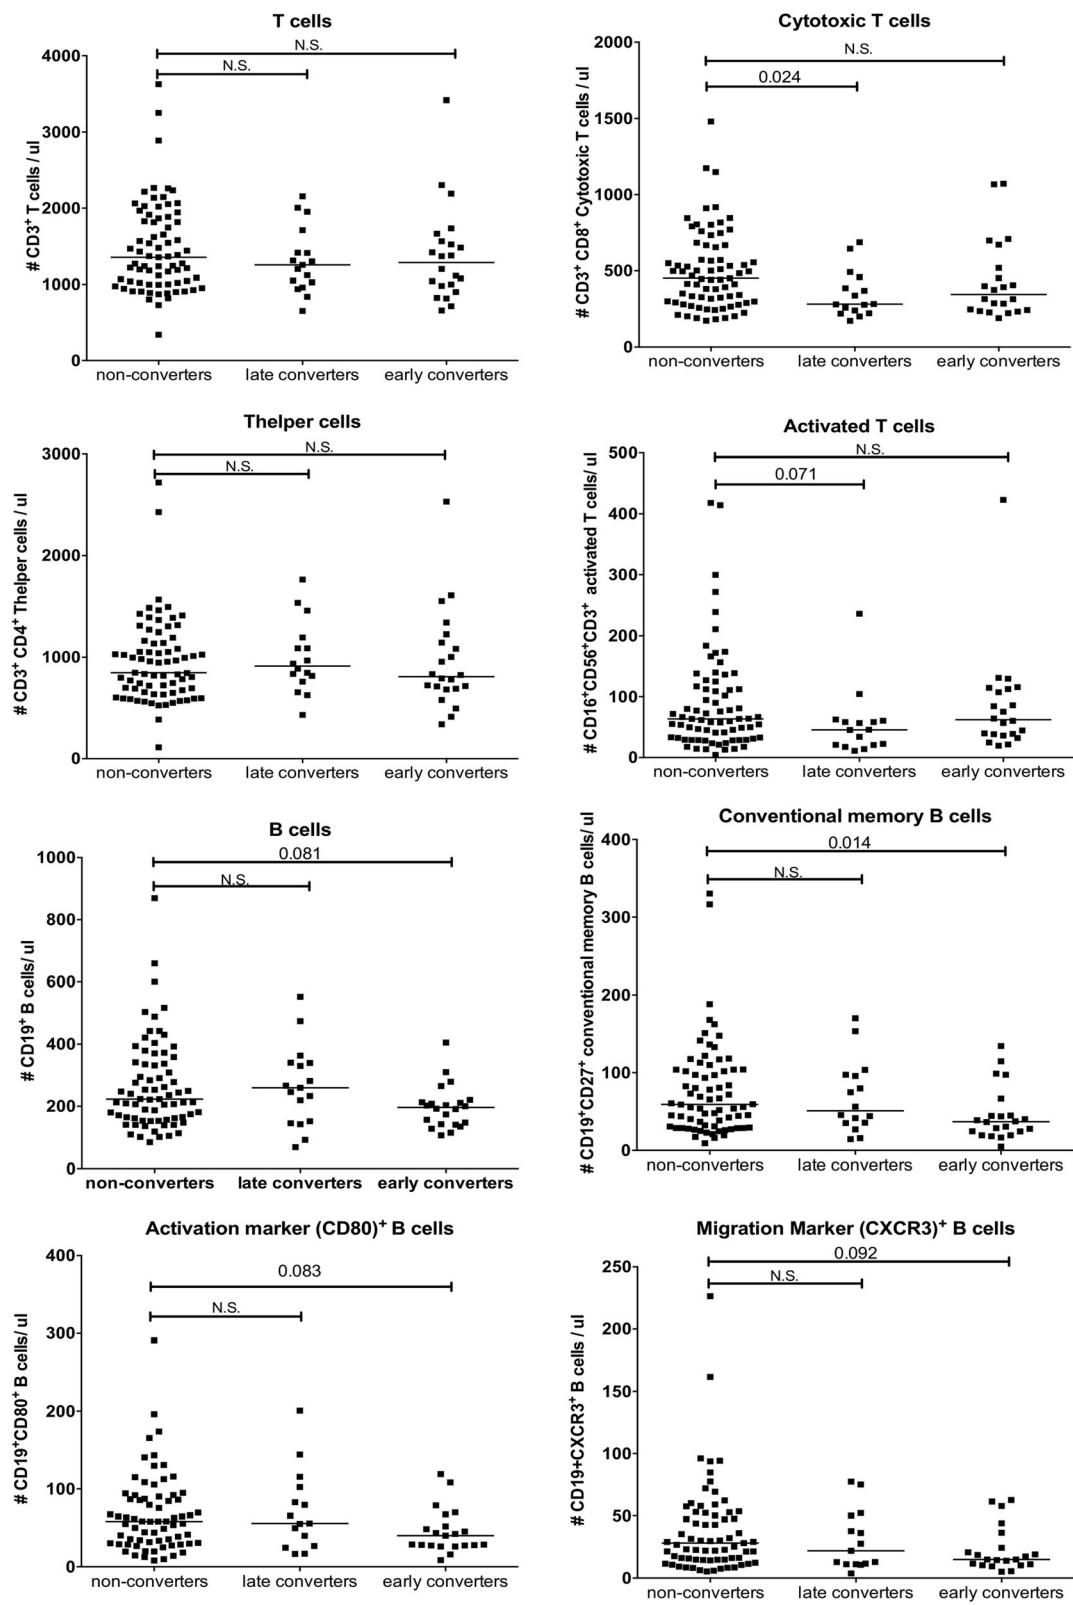 T cells
N.S.
N.S.
# CD3⁺ T cells / ul
4000
3000
2000
1000
0
non-converters late converters early converters
Cytotoxic T cells
N.S.
0.024
# CD3⁺ CD8⁺ Cytotoxic T cells / ul
2000
1500
1000
500
0
non-converters late converters early converters
Thelper cells
N.S.
N.S.
# CD3⁺ CD4⁺ Thelper cells / ul
3000
2000
1000
0
non-converters late converters early converters
Activated T cells
N.S.
0.071
# CD16⁺CD56⁺CD3⁺ activated T cells/ ul
500
400
300
200
100
0
non-converters late converters early converters
B cells
0.081
N.S.
# CD19⁺ B cells/ ul
1000
800
600
400
200
0
non-converters late converters early converters
Conventional memory B cells
0.014
N.S.
# CD19⁺CD27⁺ conventional memory B cells/ ul
400
300
200
100
0
non-converters late converters early converters
Activation marker (CD80)⁺ B cells
0.083
N.S.
# CD19⁺CD80⁺ B cells/ ul
400
300
200
100
0
non-converters late converters early converters
Migration Marker (CXCR3)⁺ B cells
0.092
N.S.
# CD19+CXCR3⁺ B cells / ul
250
200
150
100
50
0
non-converters late converters early converters